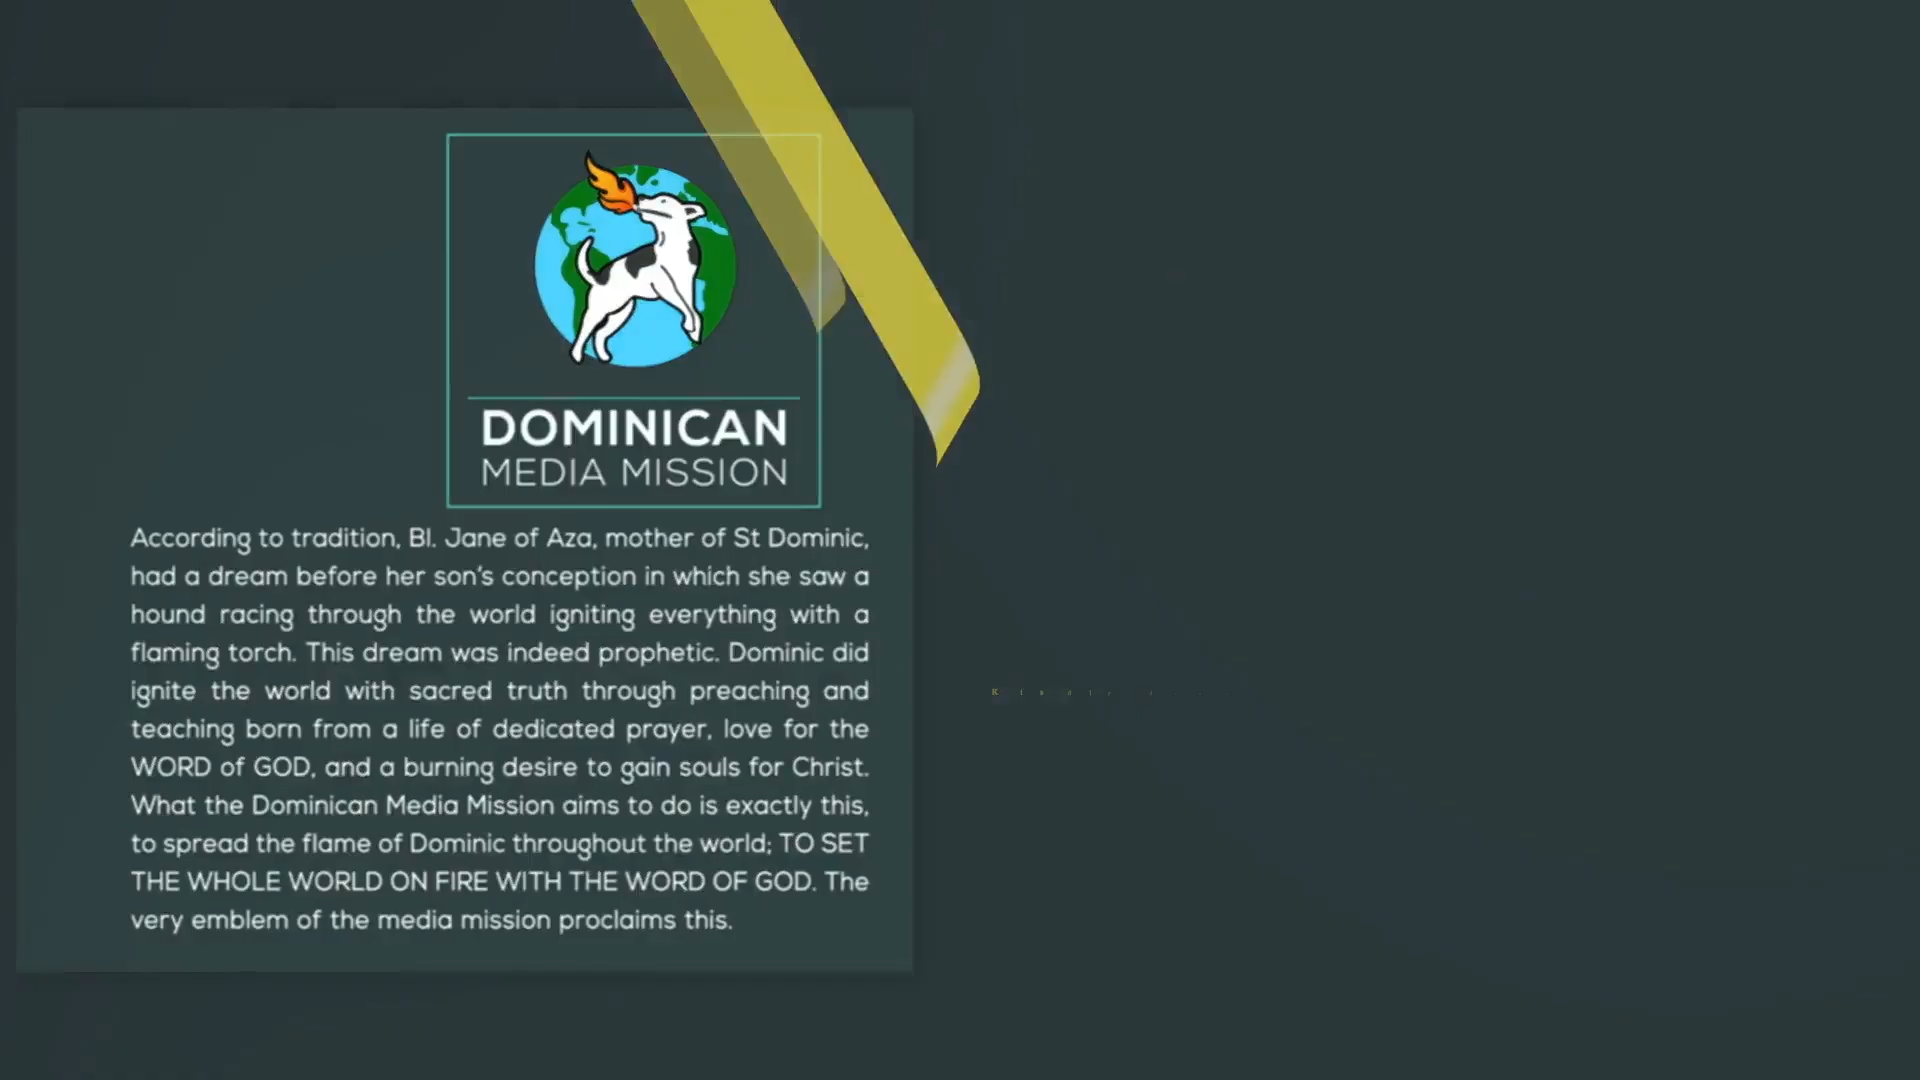 DOMINICAN
MEDIA MISSION
According to tradition, Bl. Jane of Aza, mother of St Dominic,
had a dream before her son's conception in which she saw a
hound racing through the world igniting everything with a
flaming torch. This dream was indeed prophetic. Dominic did
ignite the world with sacred truth through preaching and
teaching born from a life of dedicated prayer, love for the
WORD of GOD, and a burning desire to gain souls for Christ.
What the Dominican Media Mission aims to do is exactly this,
to spread the flame of Dominic throughout the world; TO SET
THE WHOLE WORLD ON FIRE WITH THE WORD OF GOD. The
very emblem of the media mission proclaims this.